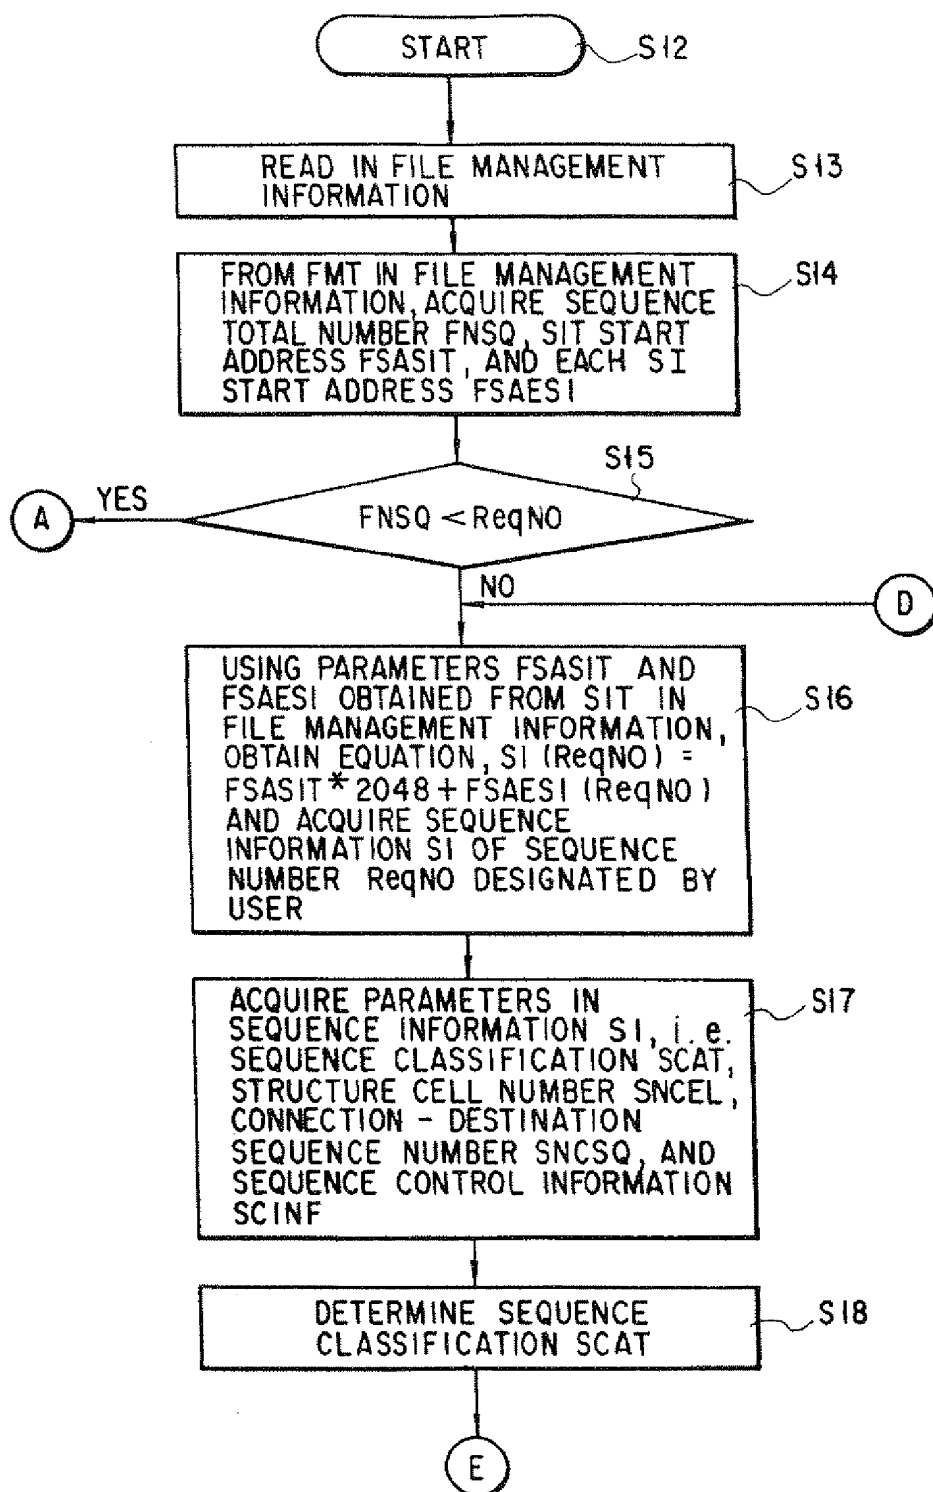 START
S12
READ IN FILE MANAGEMENT
INFORMATION
S13
FROM FMT IN FILE MANAGEMENT
INFORMATION, ACQUIRE SEQUENCE
TOTAL NUMBER FNSQ, SIT START
ADDRESS FSASIT, AND EACH SI
START ADDRESS FSAESI
S14
S15
A
YES
FNSQ < ReqNO
NO
D
USING PARAMETERS FSASIT AND
FSAESI OBTAINED FROM SIT IN
FILE MANAGEMENT INFORMATION,
OBTAIN EQUATION, SI (ReqNO) =
FSASIT * 2048 + FSAESI (ReqNO)
AND ACQUIRE SEQUENCE
INFORMATION SI OF SEQUENCE
NUMBER ReqNO DESIGNATED BY
USER
S16
ACQUIRE PARAMETERS IN
SEQUENCE INFORMATION SI, i.e.
SEQUENCE CLASSIFICATION SCAT,
STRUCTURE CELL NUMBER SNCEL,
CONNECTION - DESTINATION
SEQUENCE NUMBER SNCSQ, AND
SEQUENCE CONTROL INFORMATION
SCINF
S17
DETERMINE SEQUENCE
CLASSIFICATION SCAT
S18
E